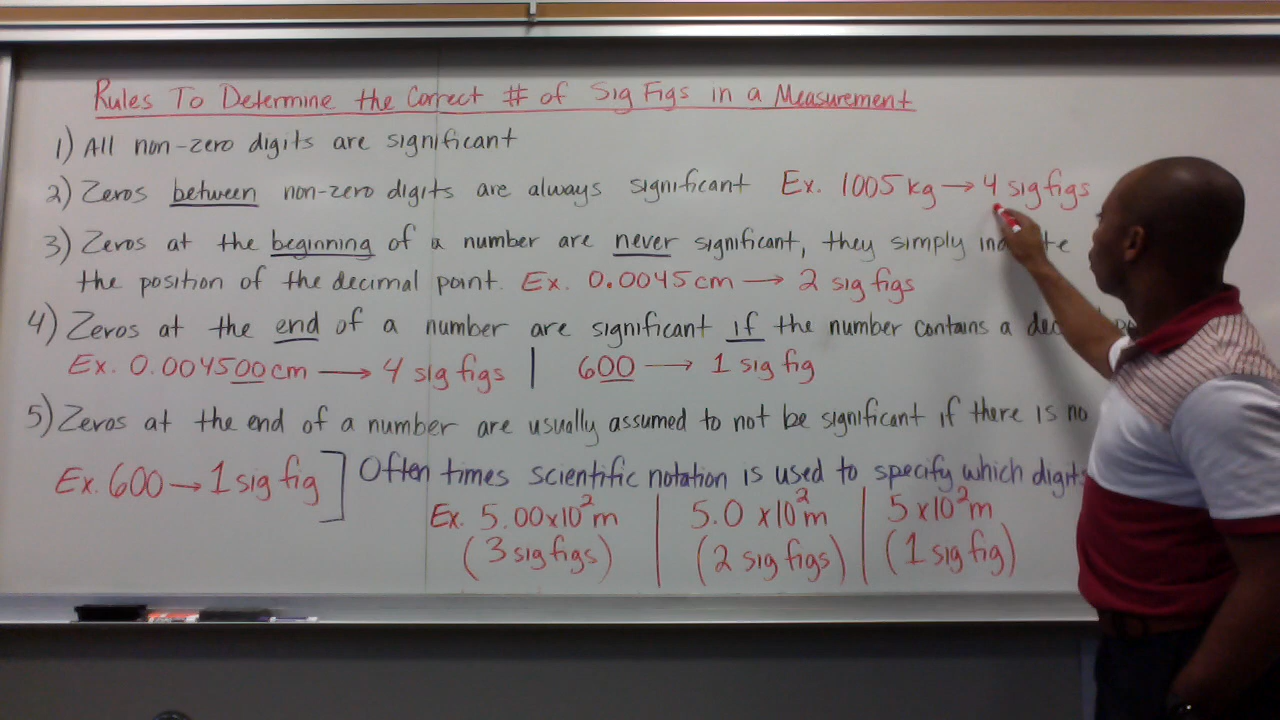 Rules To Determine the Correct # of Sig Figs in a Measurement
1) All non-zero digits are significant
2) Zeros between non-zero digits are always significant Ex. 1005 kg → 4 sig figs
3) Zeros at the beginning of a number are never significant, they simply
the position of the decimal point. Ex. 0.0045 cm → 2 sig figs
4) Zeros at the end of a number are significant if the number contains a
Ex. 0.004500 cm → 4 sig figs | 600 → 1 sig fig
5) Zeros at the end of a number are usually assumed to not be significant if there is no
Ex. 600 → 1 sig fig ] Often times scientific notation is used to specify which digits
Ex. 5.00x10²m | 5.0 x10²m | 5 x10²m
(3 sig figs) | (2 sig figs) | (1 sig fig)